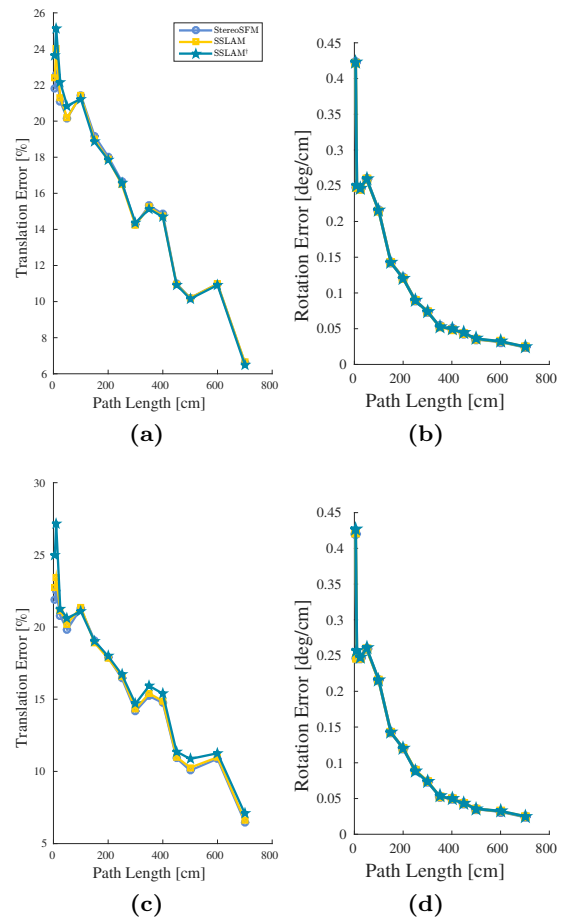 26
24
22
20
18
16
14
12
10
8
6
0 200 400 600 800
Translation Error [%]
Path Length [cm]
StereoSFM
SSLAM
SSLAM†
(a)
0.45
0.4
0.35
0.3
0.25
0.2
0.15
0.1
0.05
0
0 200 400 600 800
Rotation Error [deg/cm]
Path Length [cm]
(b)
30
25
20
15
10
5
0 200 400 600 800
Translation Error [%]
Path Length [cm]
(c)
0.45
0.4
0.35
0.3
0.25
0.2
0.15
0.1
0.05
0
0 200 400 600 800
Rotation Error [deg/cm]
Path Length [cm]
(d)